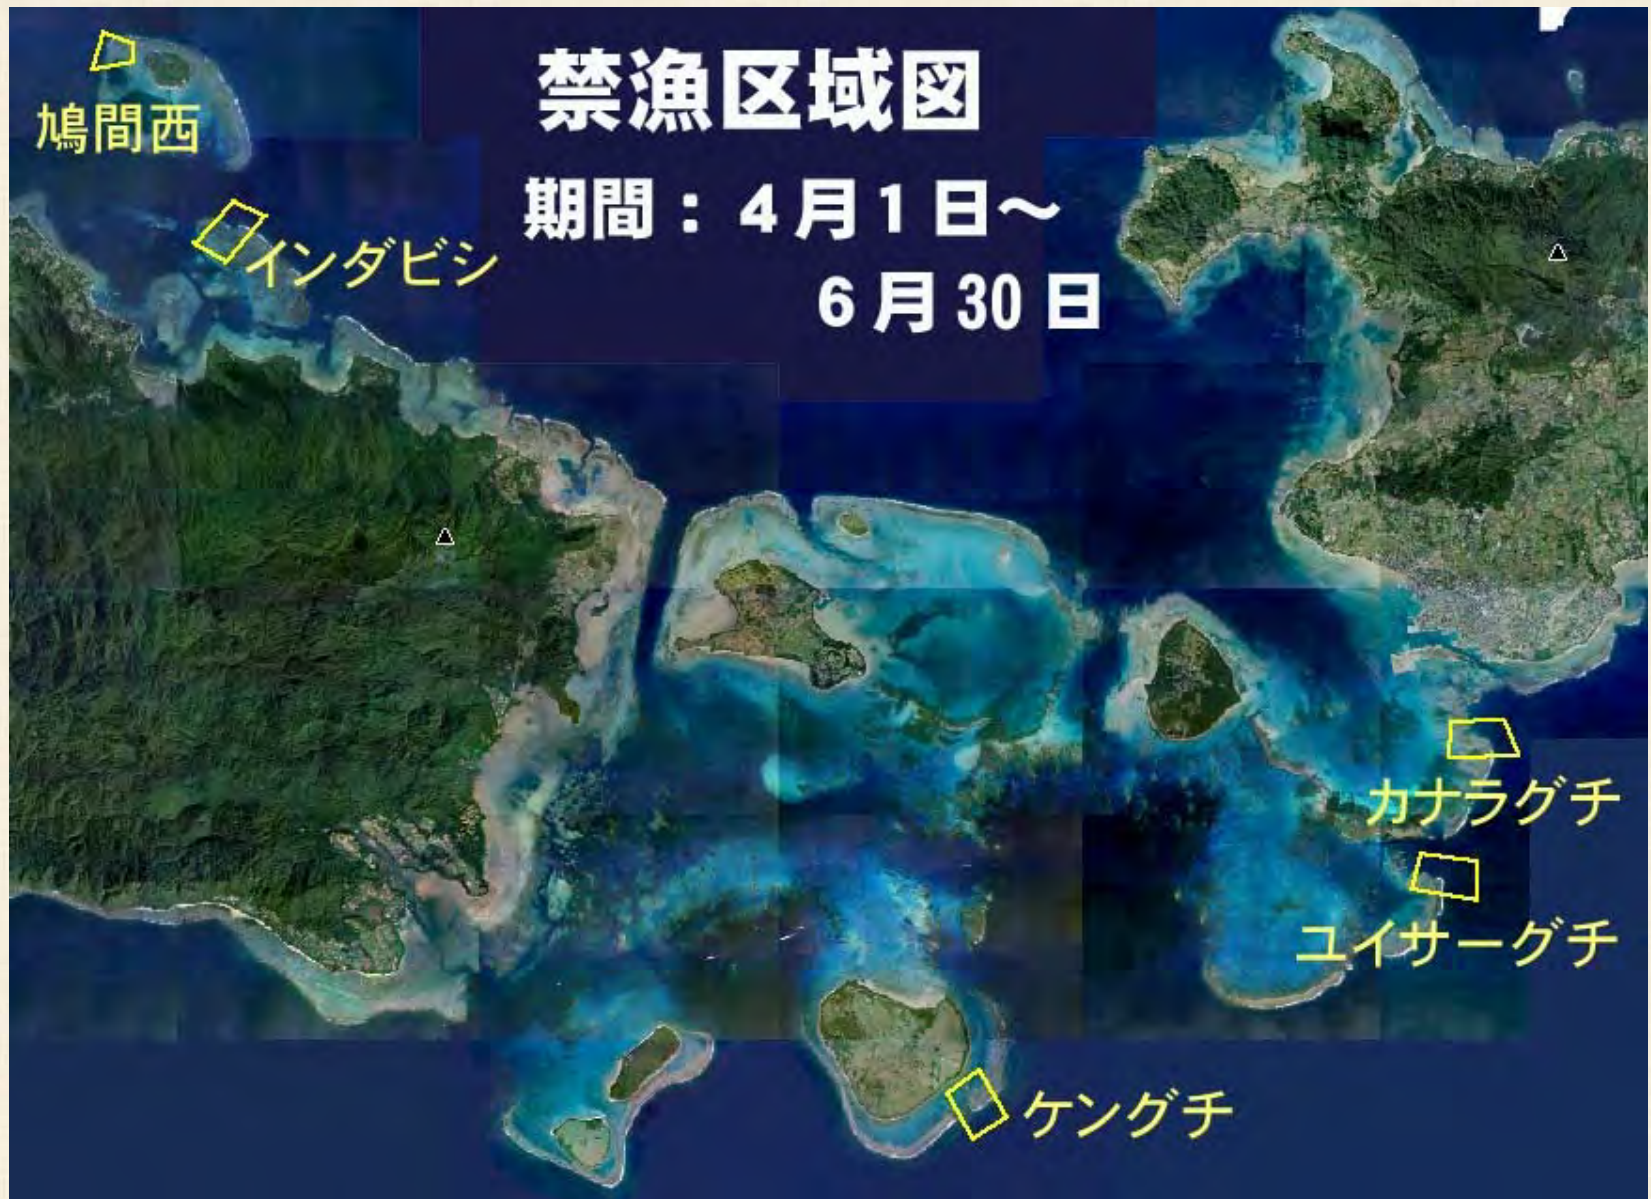 禁漁区域図
期間：４月１日～
６月30日
鳩間西
インダビシ
カナラグチ
ユイサーグチ
ケングチ